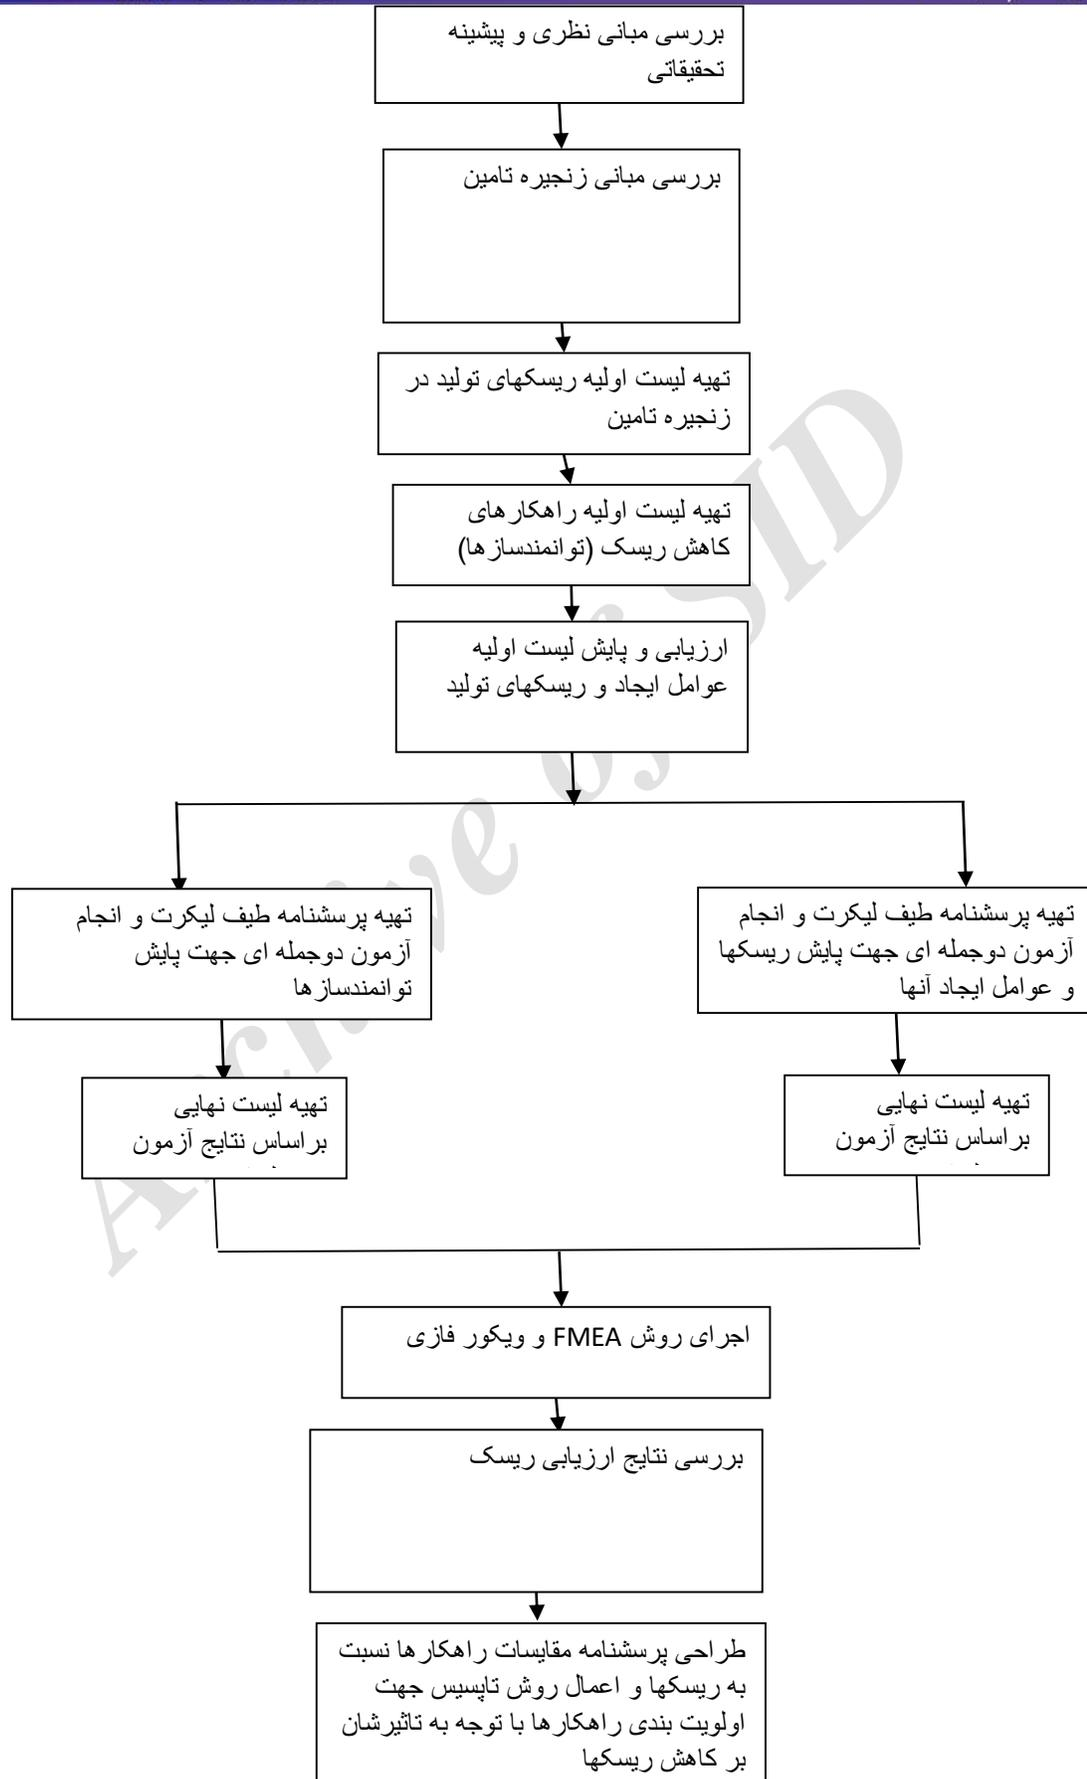 بررسی مبانی نظری و پیشینه
تحقیقاتی
بررسی مبانی زنجیره تامین
تهیه لیست اولیه ریسکهای تولید در
زنجیره تامین
تهیه لیست اولیه راهکارهای
کاهش ریسک (توانمندسازها)
ارزیابی و پایش لیست اولیه
عوامل ایجاد و ریسکهای تولید
تهیه پرسشنامه طیف لیکرت و انجام
آزمون دوجمله ای جهت پایش ریسکها
و عوامل ایجاد آنها
تهیه پرسشنامه طیف لیکرت و انجام
آزمون دوجمله ای جهت پایش
توانمندسازها
تهیه لیست نهایی
براساس نتایج آزمون
تهیه لیست نهایی
براساس نتایج آزمون
اجرای روش FMEA و ویکور فازی
بررسی نتایج ارزیابی ریسک
طراحی پرسشنامه مقایسات راهکارها نسبت
به ریسکها و اعمال روش تاپسیس جهت
اولویت بندی راهکارها با توجه به تاثیرشان
بر کاهش ریسکها
Archive of SID